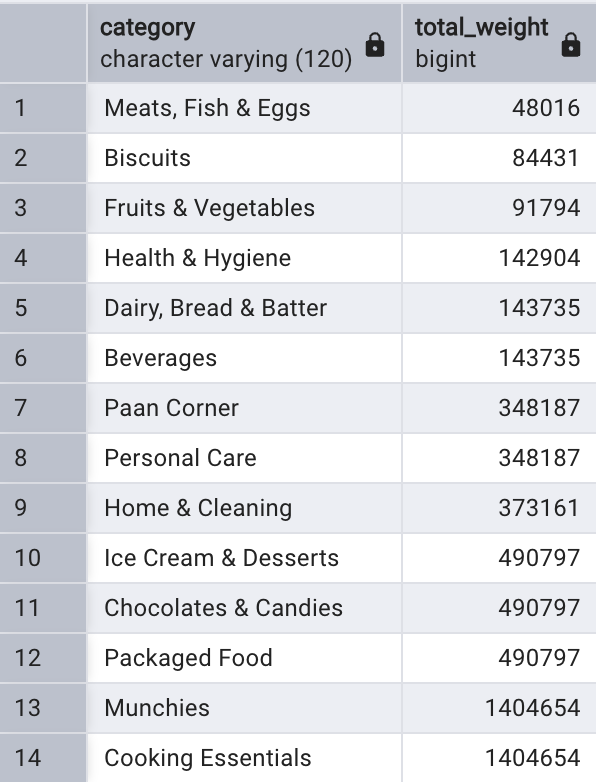 category total_weight
character varying (120) bigint
1 Meats, Fish & Eggs 48016
2 Biscuits 84431
3 Fruits & Vegetables 91794
4 Health & Hygiene 142904
5 Dairy, Bread & Batter 143735
6 Beverages 143735
7 Paan Corner 348187
8 Personal Care 348187
9 Home & Cleaning 373161
10 Ice Cream & Desserts 490797
11 Chocolates & Candies 490797
12 Packaged Food 490797
13 Munchies 1404654
14 Cooking Essentials 1404654